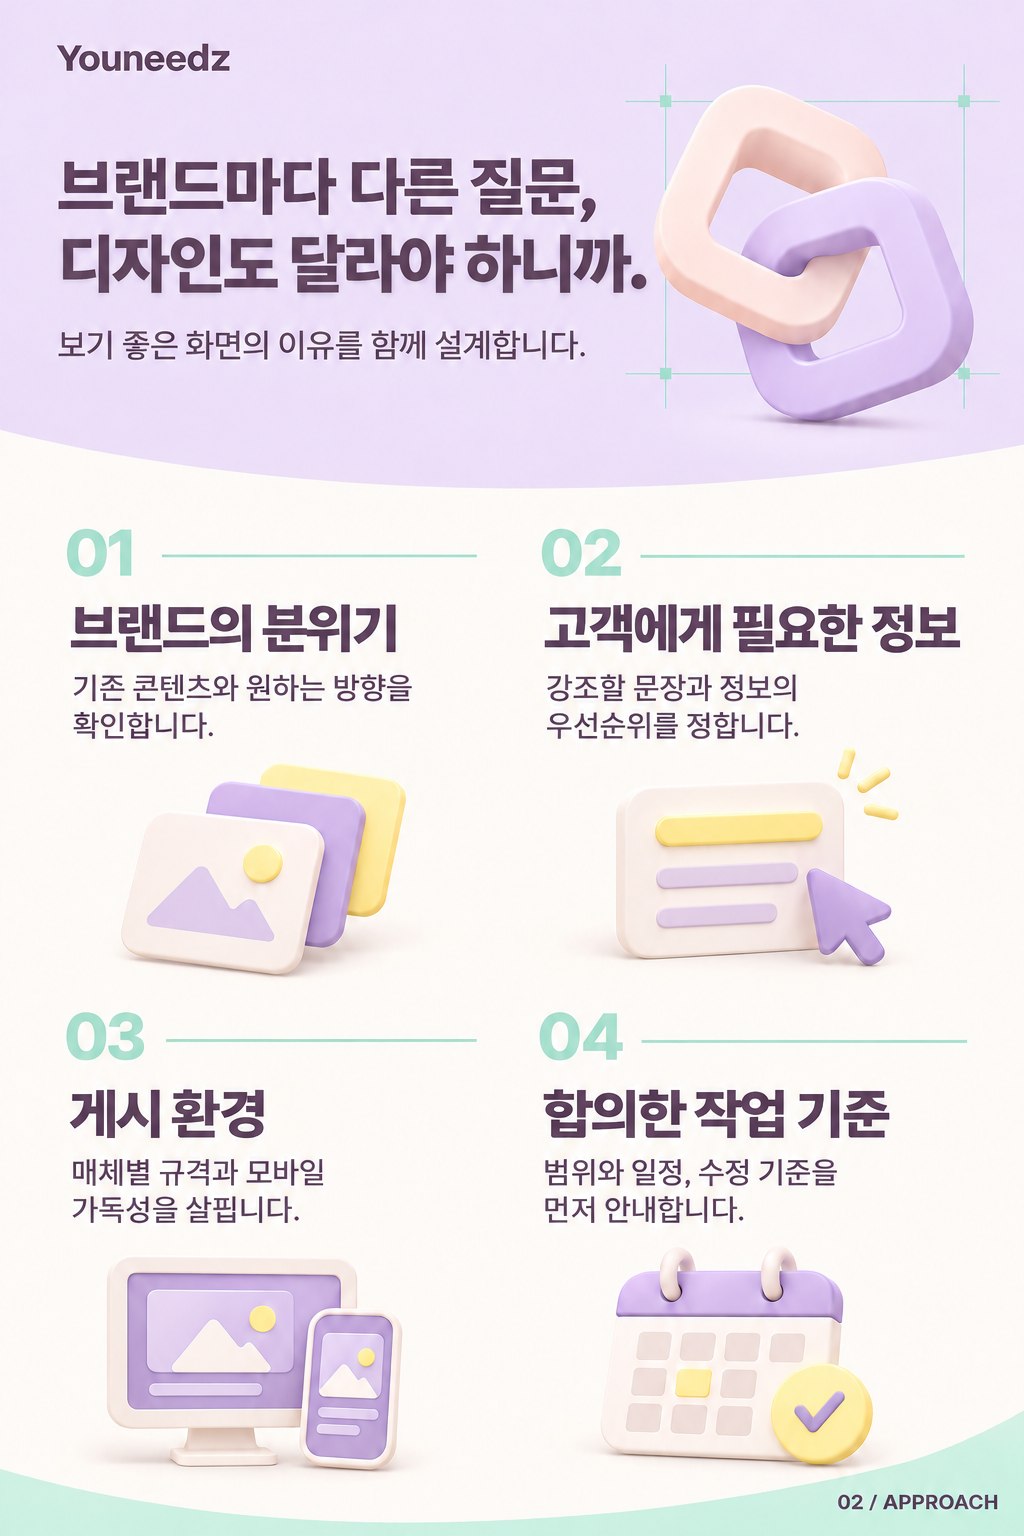 Youneedz
브랜드마다 다른 질문,
디자인도 달라야 하니까.
보기 좋은 화면의 이유를 함께 설계합니다.
01
브랜드의 분위기
기존 콘텐츠와 원하는 방향을
확인합니다.
02
고객에게 필요한 정보
강조할 문장과 정보의
우선순위를 정합니다.
03
게시 환경
매체별 규격과 모바일
가독성을 살핍니다.
04
합의한 작업 기준
범위와 일정, 수정 기준을
먼저 안내합니다.
02 / APPROACH